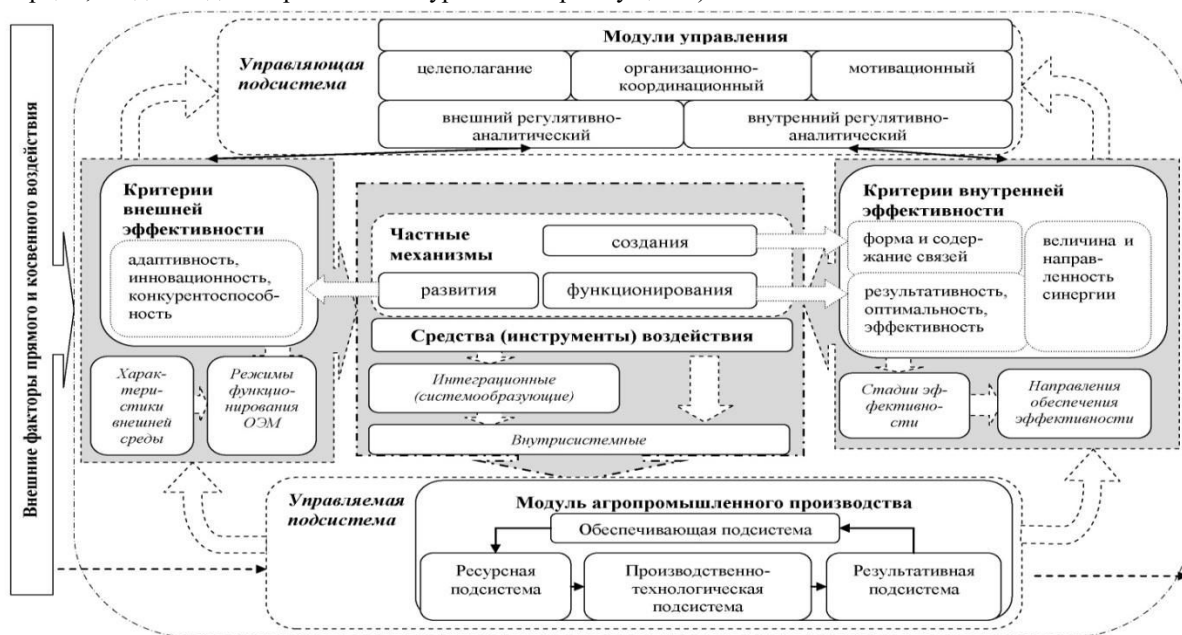 Внешние факторы прямого и косвенного воздействия
Управляющая
подсистема
Модули управления
целеполагание
организационно-
координационный
мотивационный
внешний регулятивно-
аналитический
внутренний регулятивно-
аналитический
Критерии
внешней
эффективности
адаптивность,
инновационность,
конкурентоспособ-
ность
Харак-
тери-
стики
внешней
среды
Режимы
функцио-
нирования
ОЭМ
Частные
механизмы
создания
развития
функционирования
Средства (инструменты) воздействия
Интеграционные
(системообразующие)
Внутрисистемные
Критерии внутренней
эффективности
форма и содер-
жание связей
результативность,
оптимальность,
эффективность
величина и
направ-
ленность
синергии
Стадии эф-
фективно-
сти
Направления
обеспечения
эффективности
Управляемая
подсистема
Модуль агропромышленного производства
Обеспечивающая подсистема
Ресурсная
подсистема
Производственно-
технологическая
подсистема
Результативная
подсистема